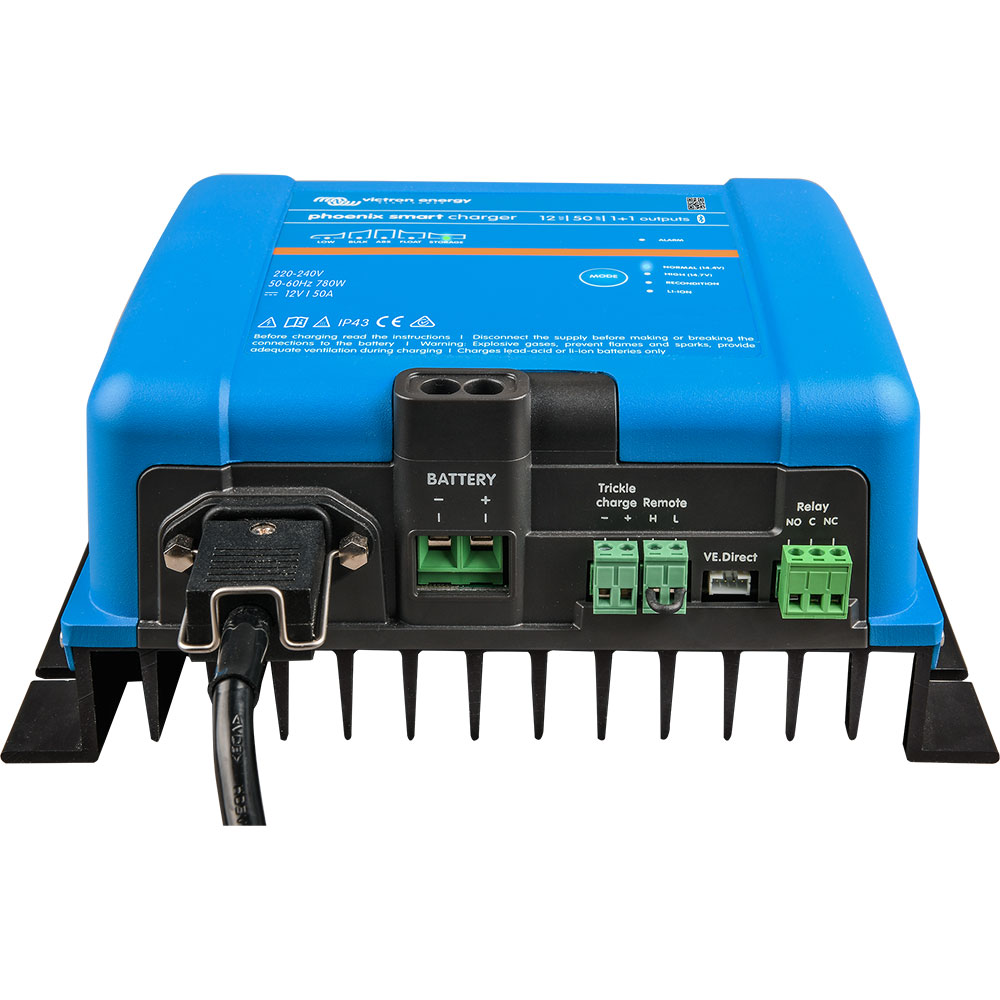 victron energy
phoenix smart charger 12 | 50 | 1+1 outputs
LOW BULK ABS FLOAT STORAGE
ALARM
MODE
NORMAL (14.4V)
HIGH (14.7V)
RECONDITION
LI-ION
220-240V
50-60Hz 780W
12V | 50A
IP43 CE
Before charging read the instructions | Disconnect the supply before making or breaking the
connections to the battery | Warning: Explosive gases, prevent flames and sparks, provide
adequate ventilation during charging | Charges lead-acid or li-ion batteries only
BATTERY
− +
Trickle
charge
− +
Remote
H L
VE.Direct
Relay
NO C NC